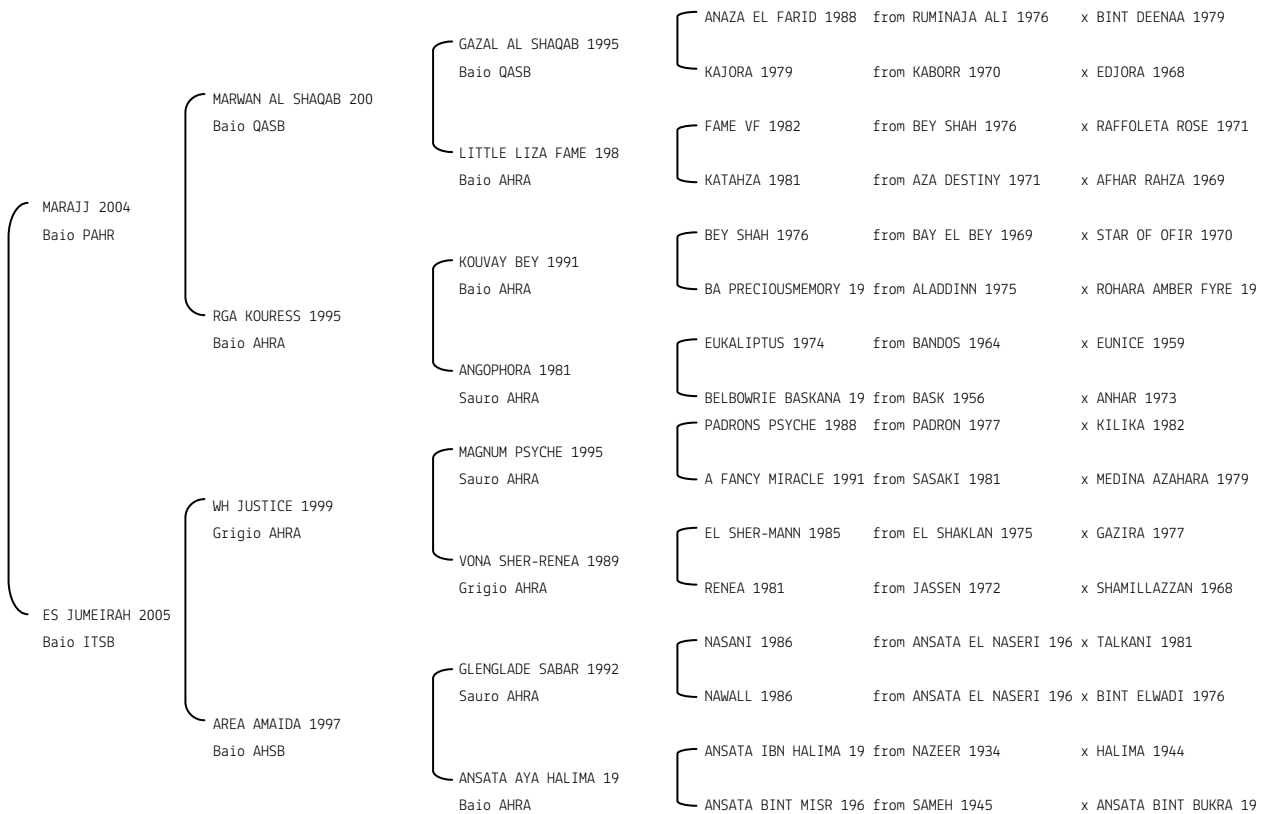 ANAZA EL FARID 1988 from RUMINAJA ALI 1976 x BINT DEENAA 1979
GAZAL AL SHAQAB 1995
Baio QASB
KAJORA 1979 from KABORR 1970 x EDJORA 1968
MARWAN AL SHAQAB 200
Baio QASB
FAME VF 1982 from BEY SHAH 1976 x RAFFOLETA ROSE 1971
LITTLE LIZA FAME 198
Baio AHRA
KATAHZA 1981 from AZA DESTINY 1971 x AFHAR RAHZA 1969
MARAJJ 2004
Baio PAHR
BEY SHAH 1976 from BAY EL BEY 1969 x STAR OF OFIR 1970
KOUVAY BEY 1991
Baio AHRA
BA PRECIOUSMEMORY 19 from ALADDINN 1975 x ROHARA AMBER FYRE 19
RGA KOURESS 1995
Baio AHRA
EUKALIPTUS 1974 from BANDOS 1964 x EUNICE 1959
ANGOPHORA 1981
Sauro AHRA
BELBOWRIE BASKANA 19 from BASK 1956 x ANHAR 1973
PADRONS PSYCHE 1988 from PADRON 1977 x KILIKA 1982
MAGNUM PSYCHE 1995
Sauro AHRA
A FANCY MIRACLE 1991 from SASAKI 1981 x MEDINA AZAHARA 1979
WH JUSTICE 1999
Grigio AHRA
EL SHER-MANN 1985 from EL SHAKLAN 1975 x GAZIRA 1977
VONA SHER-RENEA 1989
Grigio AHRA
RENEA 1981 from JASSEN 1972 x SHAMILLAZZAN 1968
ES JUMEIRAH 2005
Baio ITSB
NASANI 1986 from ANSATA EL NASERI 196 x TALKANI 1981
GLENGLADE SABAR 1992
Sauro AHRA
NAWALL 1986 from ANSATA EL NASERI 196 x BINT ELWADI 1976
AREA AMAIDA 1997
Baio AHSB
ANSATA IBN HALIMA 19 from NAZEER 1934 x HALIMA 1944
ANSATA AYA HALIMA 19
Baio AHRA
ANSATA BINT MISR 196 from SAMEH 1945 x ANSATA BINT BUKRA 19